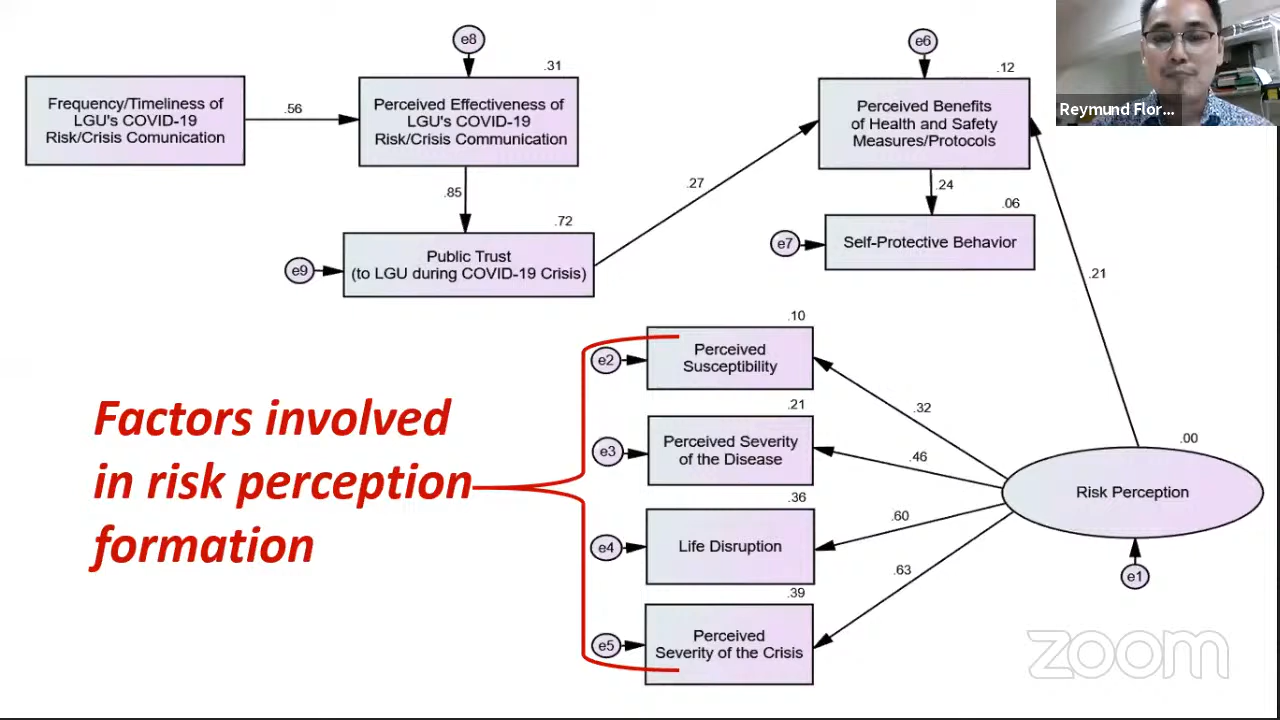 e8
.31
Frequency/Timeliness of
LGU's COVID-19
Risk/Crisis Comunication
.56
Perceived Effectiveness of
LGU's COVID-19
Risk/Crisis Communication
.85
.72
e9
Public Trust
(to LGU during COVID-19 Crisis)
.27
e6
.12
Perceived Benefits
of Health and Safety
Measures/Protocols
.24
.06
e7
Self-Protective Behavior
.21
Reymund Flor...
Factors involved
in risk perception
formation
.10
e2
Perceived
Susceptibility
.32
.21
e3
Perceived Severity
of the Disease
.46
.36
e4
Life Disruption
.60
.39
e5
Perceived
Severity of the Crisis
.63
.00
Risk Perception
e1
zoom